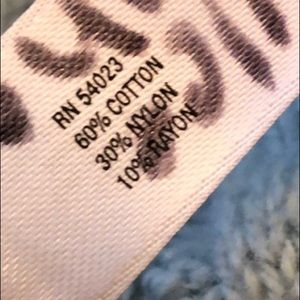 RN 54023
60% COTTON
30% NYLON
10% RAYON